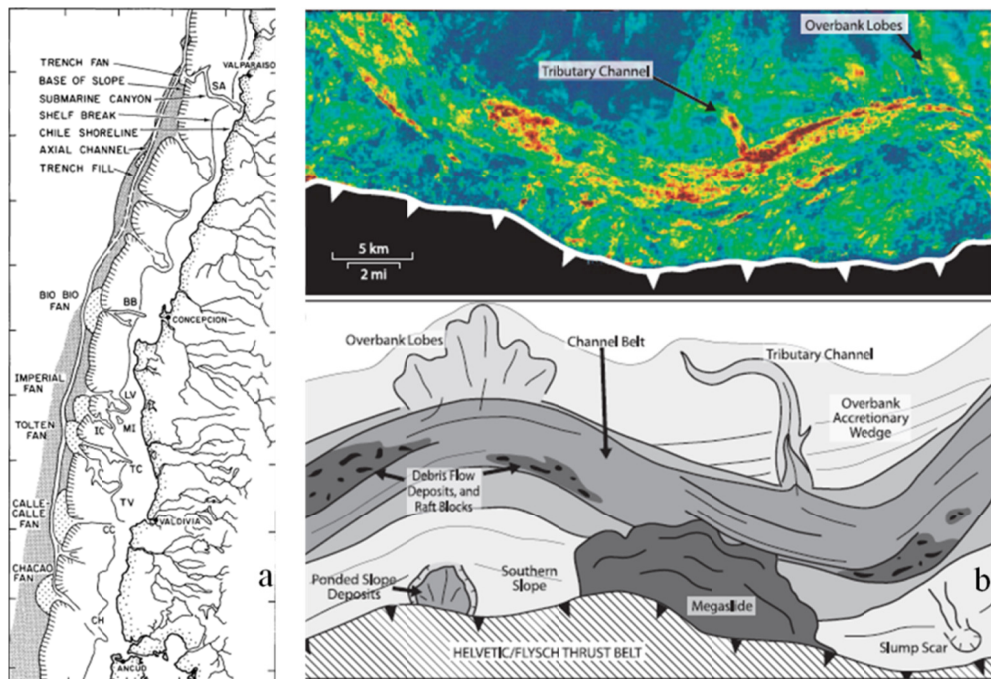 TRENCH FAN
BASE OF SLOPE
SUBMARINE CANYON
SHELF BREAK
CHILE SHORELINE
AXIAL CHANNEL
TRENCH FILL
VALPARAISO
SA
BIO BIO
FAN
BB
CONCEPCION
IMPERIAL
FAN
LV
TOLTEN
FAN
IC
MI
TC
TV
CALLE-
CALLE
FAN
VALDIVIA
CC
CHACAO
FAN
CH
ANCUD
a
Overbank Lobes
Tributary Channel
5 km
2 mi
Overbank Lobes
Channel Belt
Tributary Channel
Overbank
Accretionary
Wedge
Debris Flow
Deposits, and
Raft Blocks
Ponded Slope
Deposits
Southern
Slope
Megaslide
Slump Scar
HELVETIC/FLYSCH THRUST BELT
b